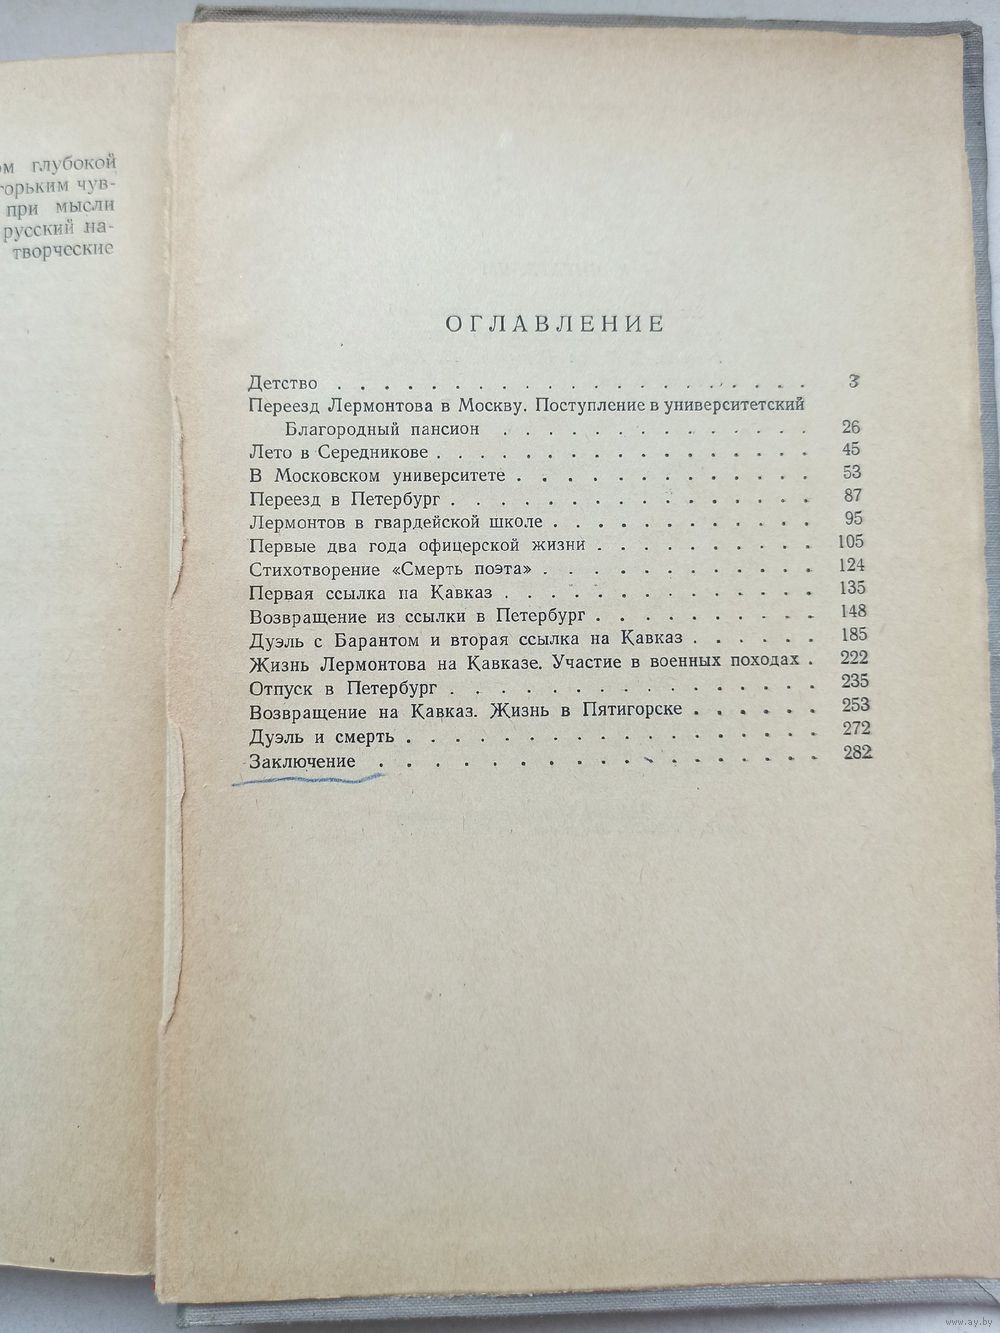 ом глубокой
горьким чув-
при мысли
русский на-
творческие
ОГЛАВЛЕНИЕ
Детство . . . . . . . . . . . . . . . . . . . . 3
Переезд Лермонтова в Москву. Поступление в университетский
Благородный пансион . . . . . . . . . . . . . . 26
Лето в Середникове . . . . . . . . . . . . . . . . 45
В Московском университете . . . . . . . . . . . . . 53
Переезд в Петербург . . . . . . . . . . . . . . . . 87
Лермонтов в гвардейской школе . . . . . . . . . . . . 95
Первые два года офицерской жизни . . . . . . . . . . 105
Стихотворение «Смерть поэта» . . . . . . . . . . . . 124
Первая ссылка на Кавказ . . . . . . . . . . . . . . 135
Возвращение из ссылки в Петербург . . . . . . . . . . 148
Дуэль с Барантом и вторая ссылка на Кавказ . . . . . . 185
Жизнь Лермонтова на Кавказе. Участие в военных походах . 222
Отпуск в Петербург . . . . . . . . . . . . . . . . 235
Возвращение на Кавказ. Жизнь в Пятигорске . . . . . . 253
Дуэль и смерть . . . . . . . . . . . . . . . . . 272
Заключение . . . . . . . . . . . . . . . . . . 282
www.ay.by